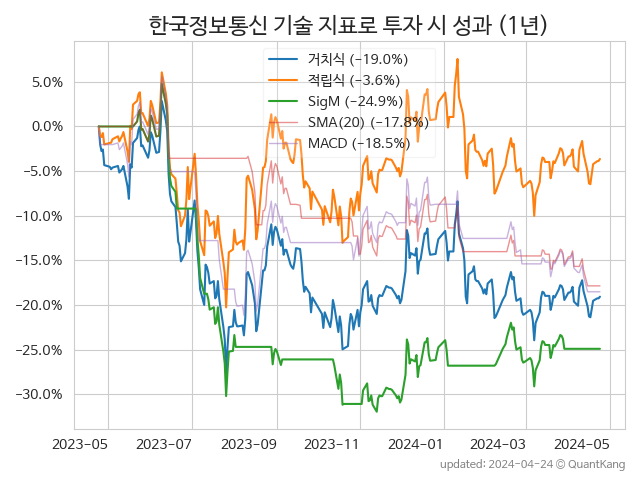 한국정보통신 기술 지표로 투자 시 성과 (1년)
거치식 (−19.0%)
적립식 (−3.6%)
SigM (−24.9%)
SMA(20) (−17.8%)
MACD (−18.5%)
5.0%
0.0%
−5.0%
−10.0%
−15.0%
−20.0%
−25.0%
−30.0%
2023-05 2023-07 2023-09 2023-11 2024-01 2024-03 2024-05
updated: 2024-04-24 © QuantKang